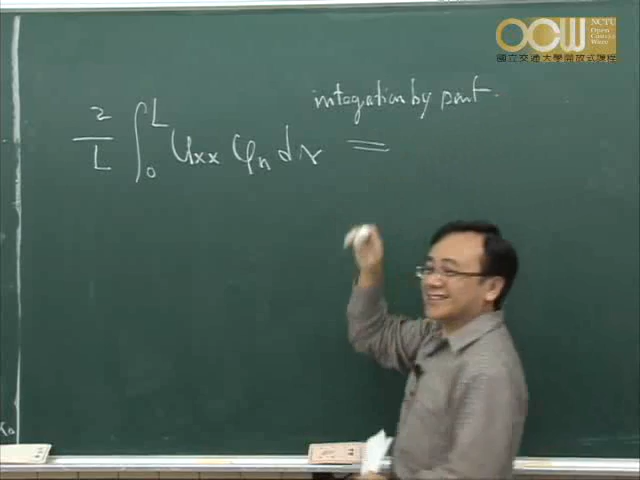 OCW NCTU Open Course Ware
國立交通大學開放式課程
integration by part.
2/L ∫₀ᴸ Uxx φn dx =